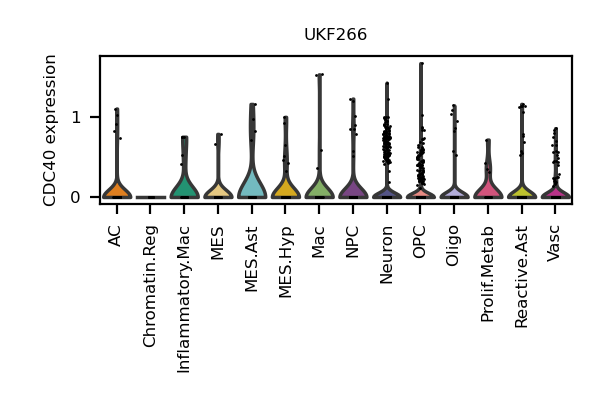 UKF266
CDC40 expression
1
0
AC
Chromatin.Reg
Inflammatory.Mac
MES
MES.Ast
MES.Hyp
Mac
NPC
Neuron
OPC
Oligo
Prolif.Metab
Reactive.Ast
Vasc